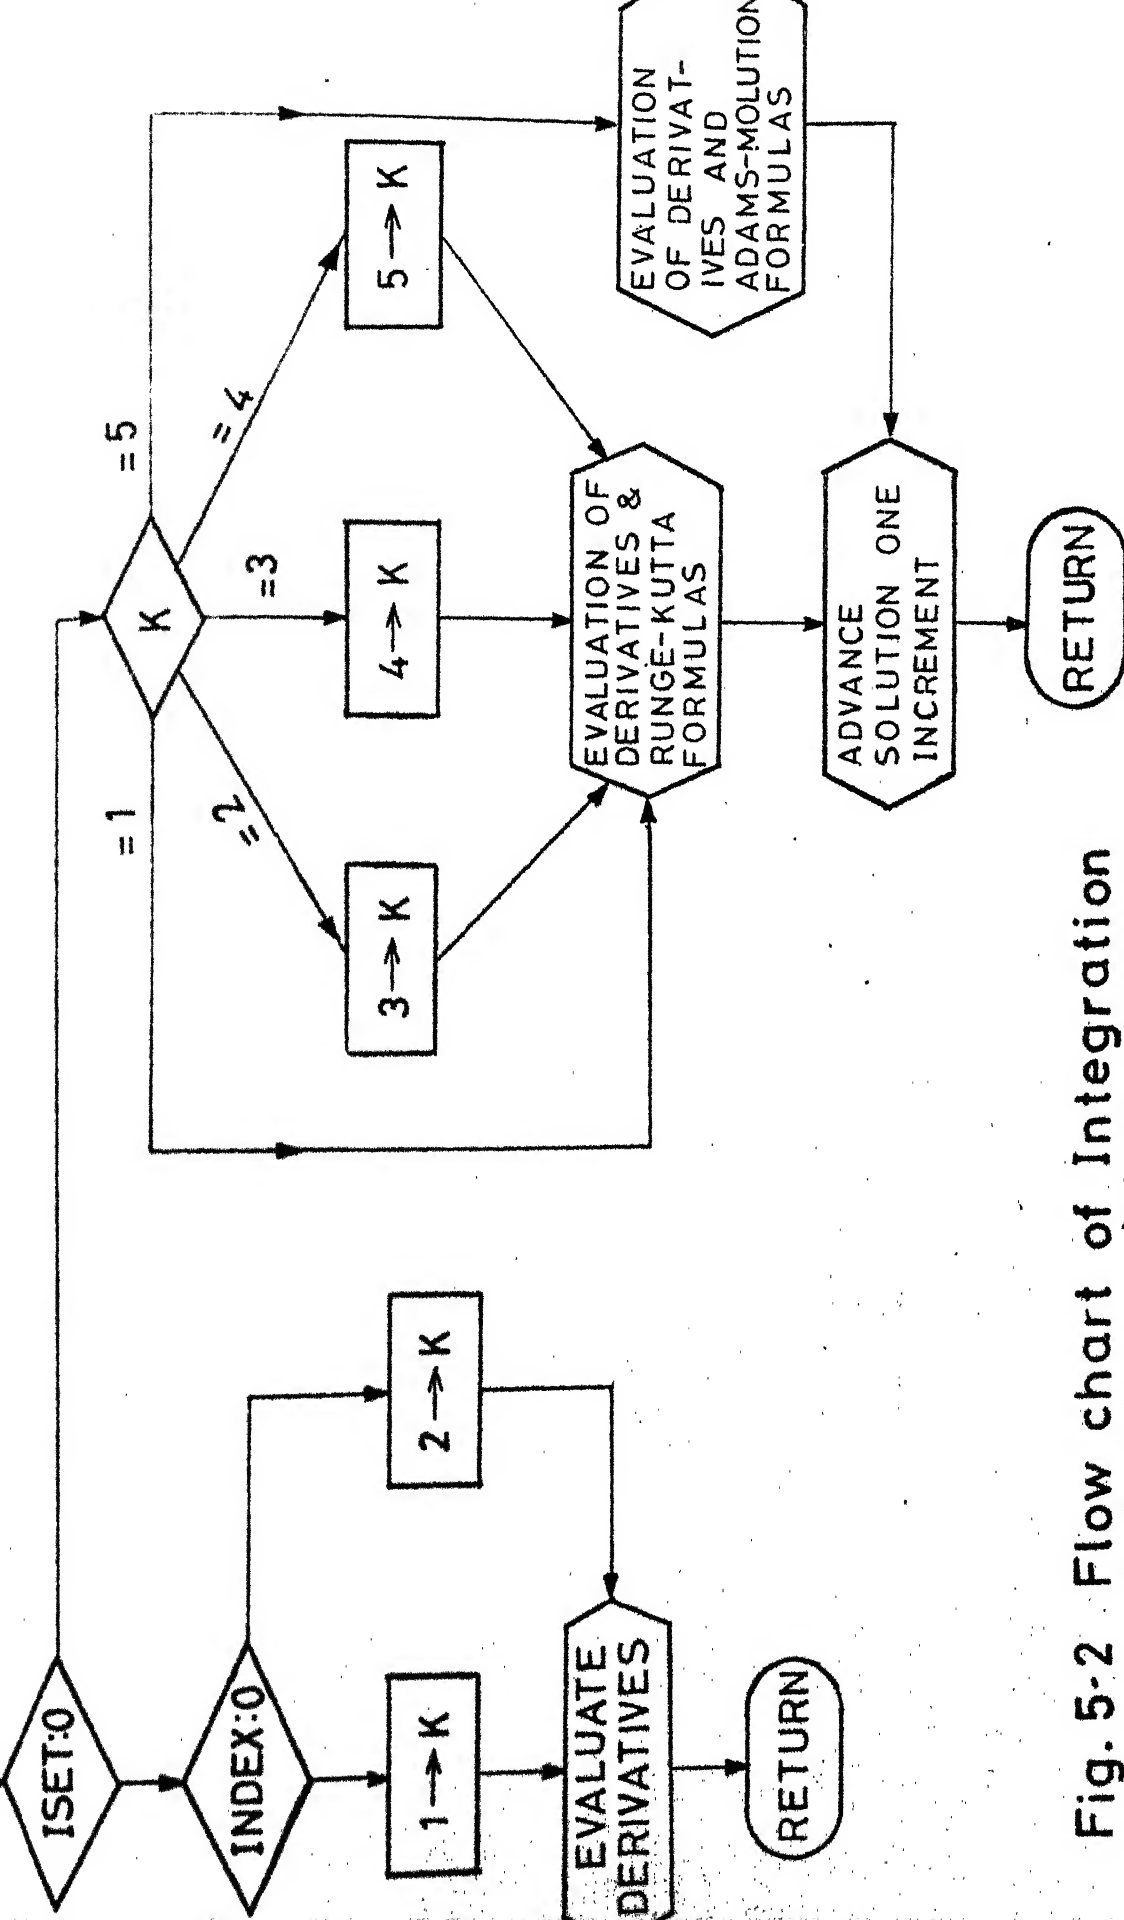 ISET:0
INDEX:0
1→K
2→K
EVALUATE
DERIVATIVES
RETURN
K
=1
=2
=3
=4
=5
3→K
4→K
5→K
EVALUATION OF
DERIVATIVES &
RUNGE-KUTTA
FORMULAS
EVALUATION
OF DERIVAT-
IVES AND
ADAMS-MOLUTION
FORMULAS
ADVANCE
SOLUTION ONE
INCREMENT
RETURN
Fig. 5-2 Flow chart of Integration